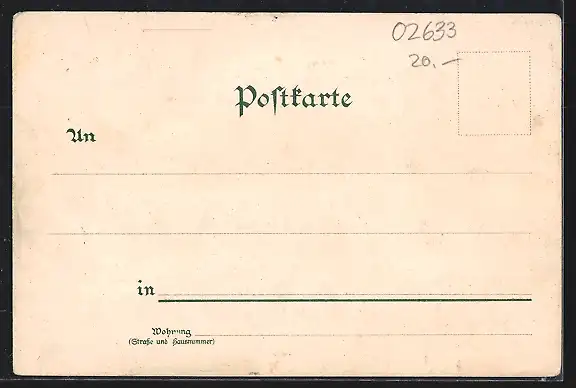 02633
20.–
Postkarte
An
in
Wohnung
(Straße und Hausnummer)